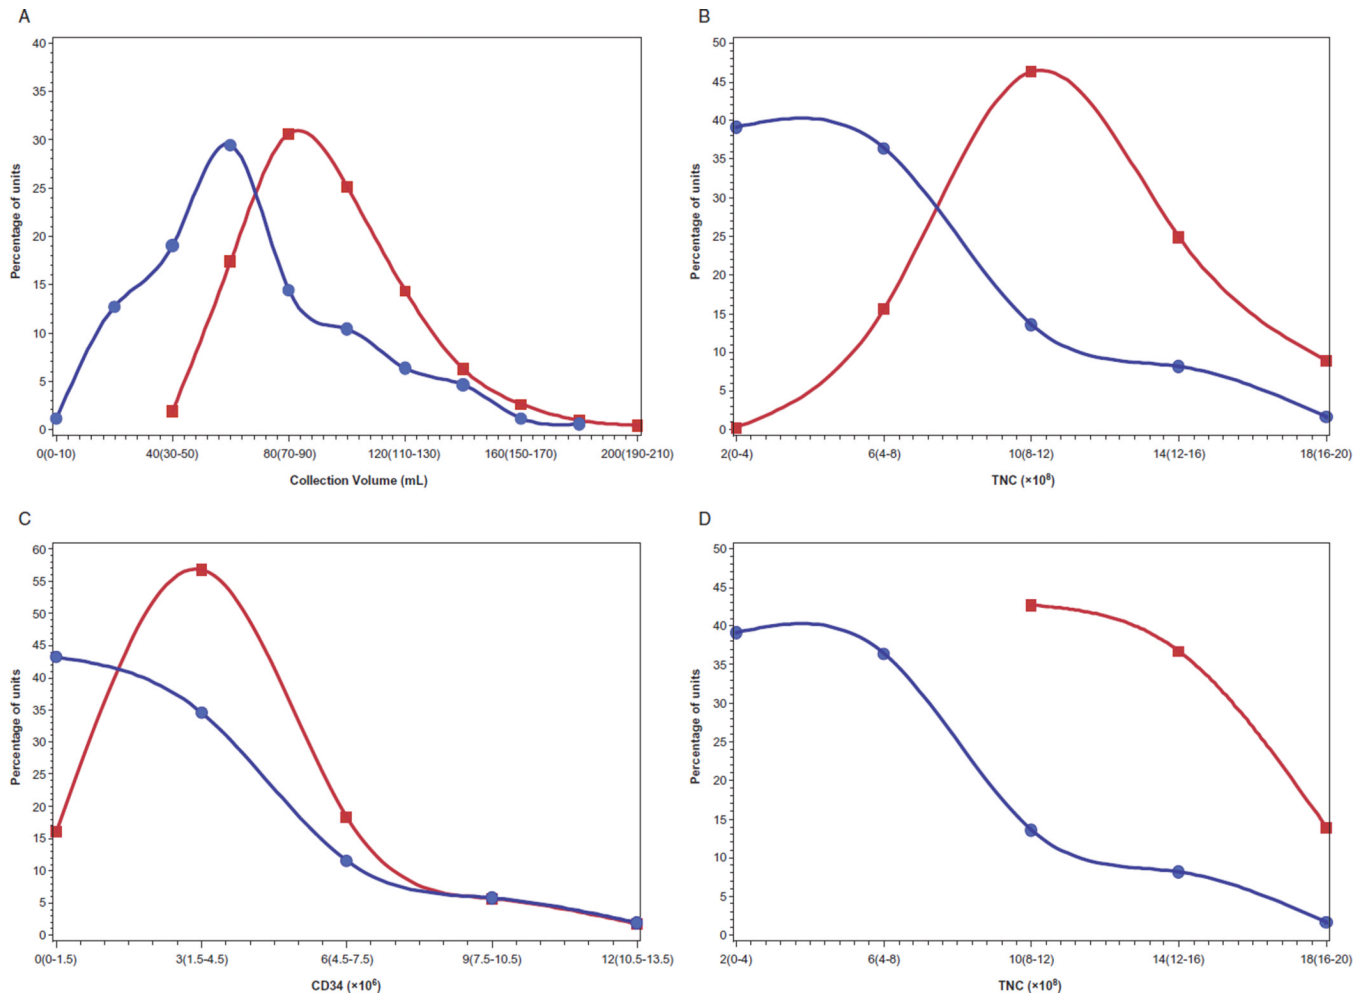 A
40
35
30
25
20
15
10
5
0
Percentage of units
0(0-10) 40(30-50) 80(70-90) 120(110-130) 160(150-170) 200(190-210)
Collection Volume (mL)
B
50
45
40
35
30
25
20
15
10
5
0
Percentage of units
2(0-4) 6(4-8) 10(8-12) 14(12-16) 18(16-20)
TNC (×10⁸)
C
60
55
50
45
40
35
30
25
20
15
10
5
0
Percentage of units
0(0-1.5) 3(1.5-4.5) 6(4.5-7.5) 9(7.5-10.5) 12(10.5-13.5)
CD34 (×10⁶)
D
50
45
40
35
30
25
20
15
10
5
0
Percentage of units
2(0-4) 6(4-8) 10(8-12) 14(12-16) 18(16-20)
TNC (×10⁸)